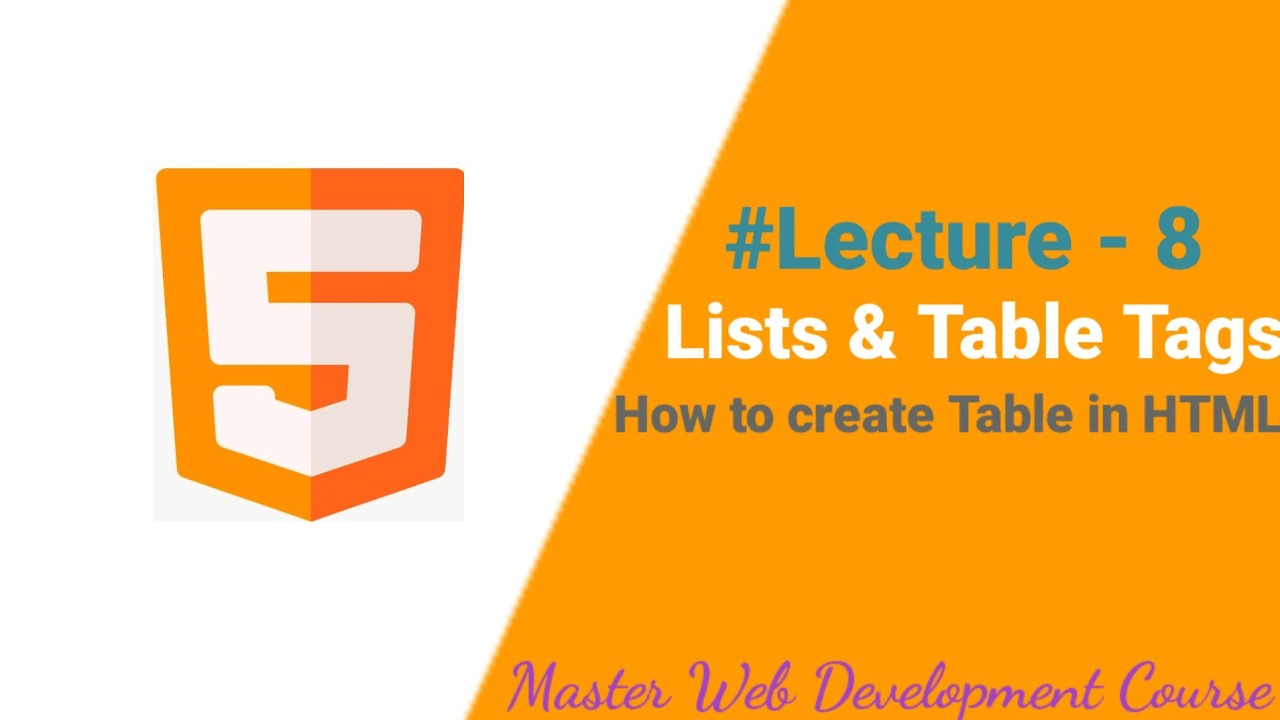 #Lecture - 8
Lists & Table Tags
How to create Table in HTML
Master Web Development Course